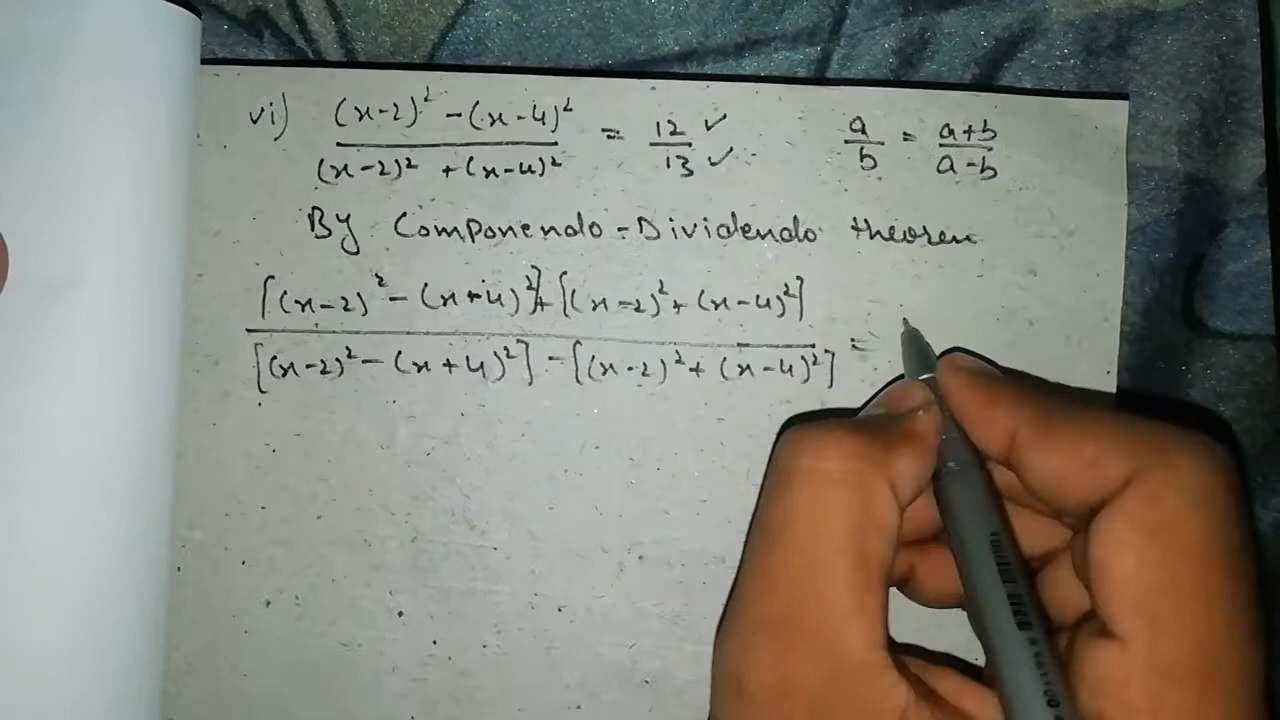 vi) ((x-2)² - (x-4)²) / ((x-2)² + (x-4)²) = 12/13 ✓ ✓ a/b = (a+b)/(a-b)
By Componendo-Dividendo theorem
([(x-2)² - (x+4)²] + [(x-2)² + (x-4)²]) / ([(x-2)² - (x+4)²] - [(x-2)² + (x-4)²]) =